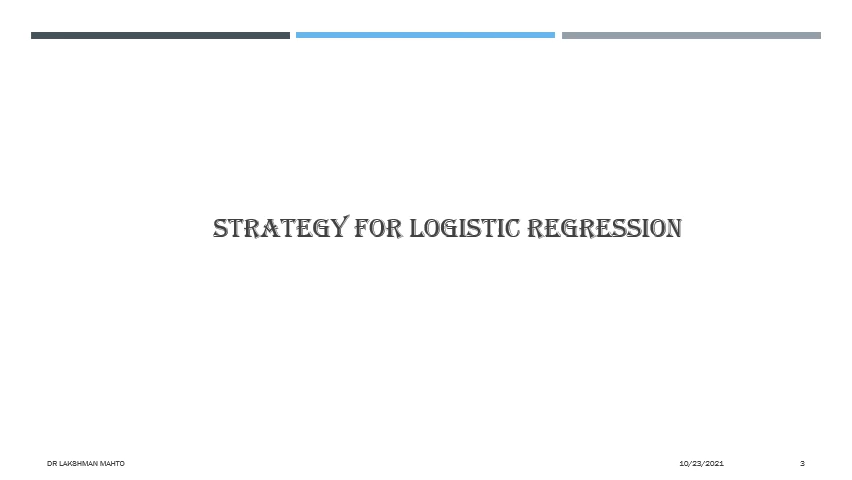 STRATEGY FOR LOGISTIC REGRESSION
DR LAKSHMAN MAHTO
10/23/2021
3